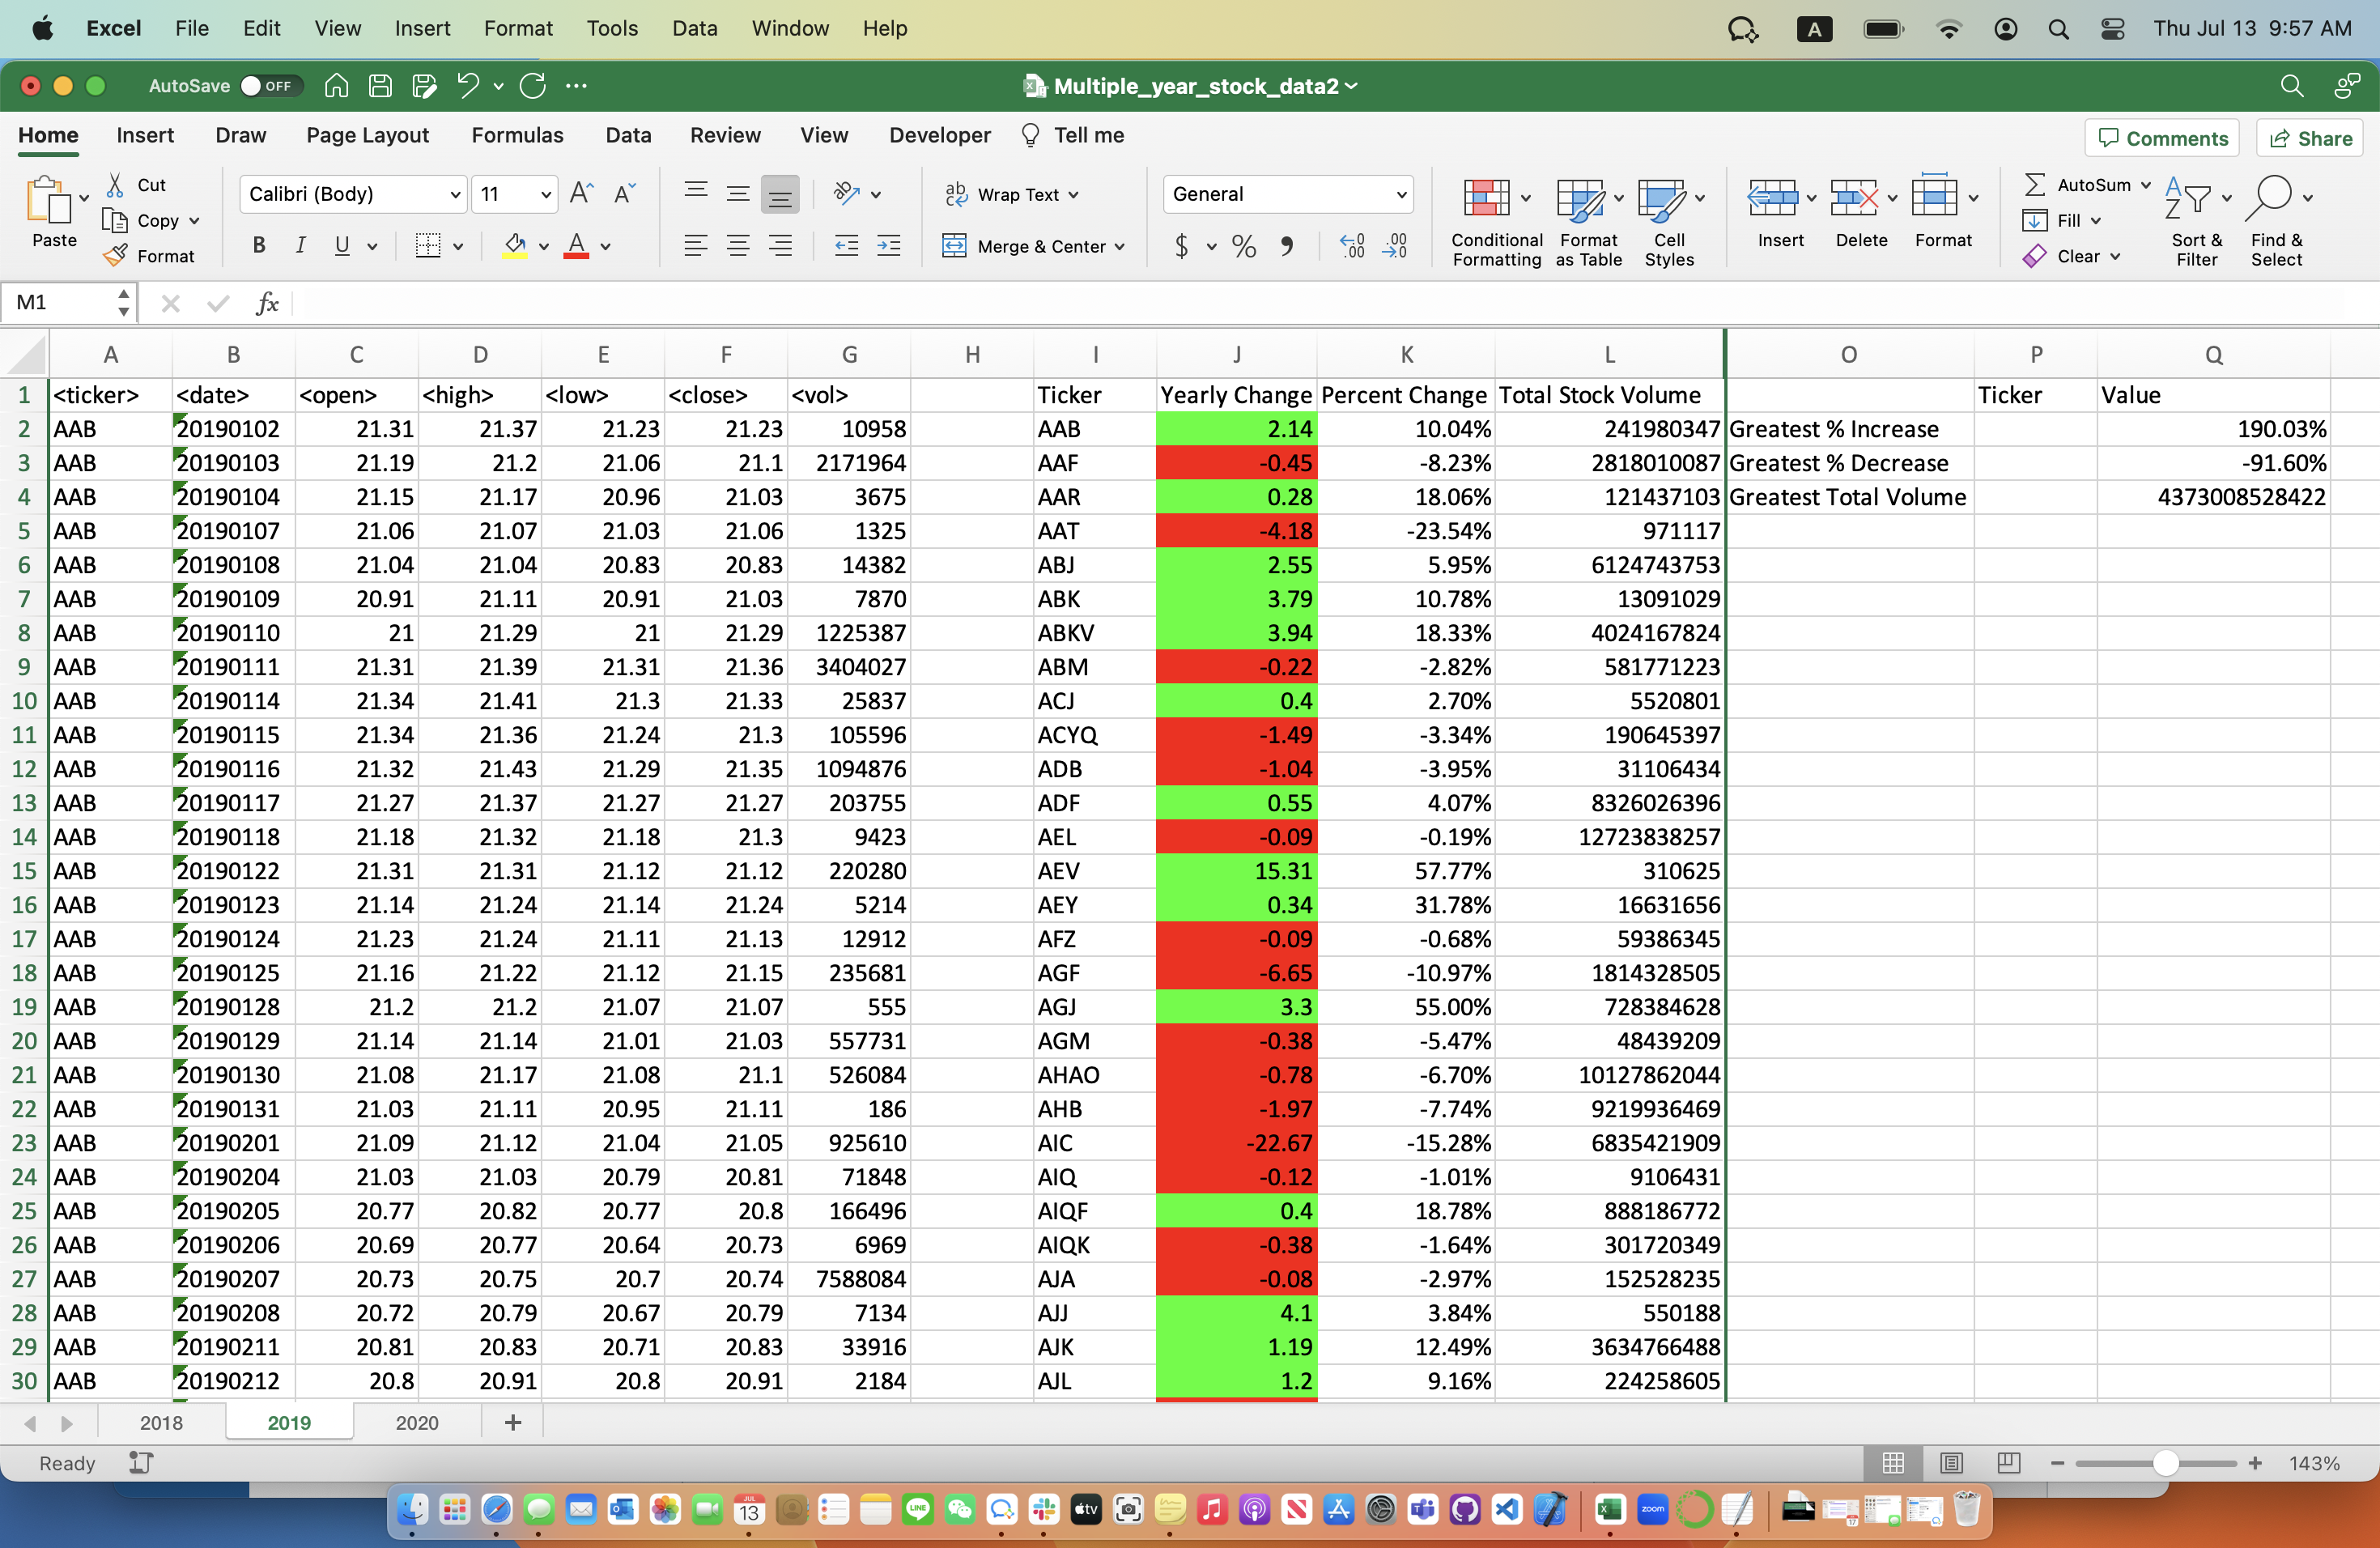 Excel File Edit View Insert Format Tools Data Window Help A Thu Jul 13 9:57 AM
AutoSave OFF Multiple_year_stock_data2
Home Insert Draw Page Layout Formulas Data Review View Developer Tell me Comments Share
Paste Cut Copy Format Calibri (Body) 11 Wrap Text Merge & Center General Conditional Formatting Format as Table Cell Styles Insert Delete Format AutoSum Fill Clear Sort & Filter Find & Select
M1 fx
A B C D E F G H I J K L O P Q
1 <ticker> <date> <open> <high> <low> <close> <vol> Ticker Yearly Change Percent Change Total Stock Volume Ticker Value
2 AAB 20190102 21.31 21.37 21.23 21.23 10958 AAB 2.14 10.04% 241980347 Greatest % Increase 190.03%
3 AAB 20190103 21.19 21.2 21.06 21.1 2171964 AAF -0.45 -8.23% 2818010087 Greatest % Decrease -91.60%
4 AAB 20190104 21.15 21.17 20.96 21.03 3675 AAR 0.28 18.06% 121437103 Greatest Total Volume 4373008528422
5 AAB 20190107 21.06 21.07 21.03 21.06 1325 AAT -4.18 -23.54% 971117
6 AAB 20190108 21.04 21.04 20.83 20.83 14382 ABJ 2.55 5.95% 6124743753
7 AAB 20190109 20.91 21.11 20.91 21.03 7870 ABK 3.79 10.78% 13091029
8 AAB 20190110 21 21.29 21 21.29 1225387 ABKV 3.94 18.33% 4024167824
9 AAB 20190111 21.31 21.39 21.31 21.36 3404027 ABM -0.22 -2.82% 581771223
10 AAB 20190114 21.34 21.41 21.3 21.33 25837 ACJ 0.4 2.70% 5520801
11 AAB 20190115 21.34 21.36 21.24 21.3 105596 ACYQ -1.49 -3.34% 190645397
12 AAB 20190116 21.32 21.43 21.29 21.35 1094876 ADB -1.04 -3.95% 31106434
13 AAB 20190117 21.27 21.37 21.27 21.27 203755 ADF 0.55 4.07% 8326026396
14 AAB 20190118 21.18 21.32 21.18 21.3 9423 AEL -0.09 -0.19% 12723838257
15 AAB 20190122 21.31 21.31 21.12 21.12 220280 AEV 15.31 57.77% 310625
16 AAB 20190123 21.14 21.24 21.14 21.24 5214 AEY 0.34 31.78% 16631656
17 AAB 20190124 21.23 21.24 21.11 21.13 12912 AFZ -0.09 -0.68% 59386345
18 AAB 20190125 21.16 21.22 21.12 21.15 235681 AGF -6.65 -10.97% 1814328505
19 AAB 20190128 21.2 21.2 21.07 21.07 555 AGJ 3.3 55.00% 728384628
20 AAB 20190129 21.14 21.14 21.01 21.03 557731 AGM -0.38 -5.47% 48439209
21 AAB 20190130 21.08 21.17 21.08 21.1 526084 AHAO -0.78 -6.70% 10127862044
22 AAB 20190131 21.03 21.11 20.95 21.11 186 AHB -1.97 -7.74% 9219936469
23 AAB 20190201 21.09 21.12 21.04 21.05 925610 AIC -22.67 -15.28% 6835421909
24 AAB 20190204 21.03 21.03 20.79 20.81 71848 AIQ -0.12 -1.01% 9106431
25 AAB 20190205 20.77 20.82 20.77 20.8 166496 AIQF 0.4 18.78% 888186772
26 AAB 20190206 20.69 20.77 20.64 20.73 6969 AIQK -0.38 -1.64% 301720349
27 AAB 20190207 20.73 20.75 20.7 20.74 7588084 AJA -0.08 -2.97% 152528235
28 AAB 20190208 20.72 20.79 20.67 20.79 7134 AJJ 4.1 3.84% 550188
29 AAB 20190211 20.81 20.83 20.71 20.83 33916 AJK 1.19 12.49% 3634766488
30 AAB 20190212 20.8 20.91 20.8 20.91 2184 AJL 1.2 9.16% 224258605
2018 2019 2020 +
Ready 143%
JUL 13 LINE tv zoom 17